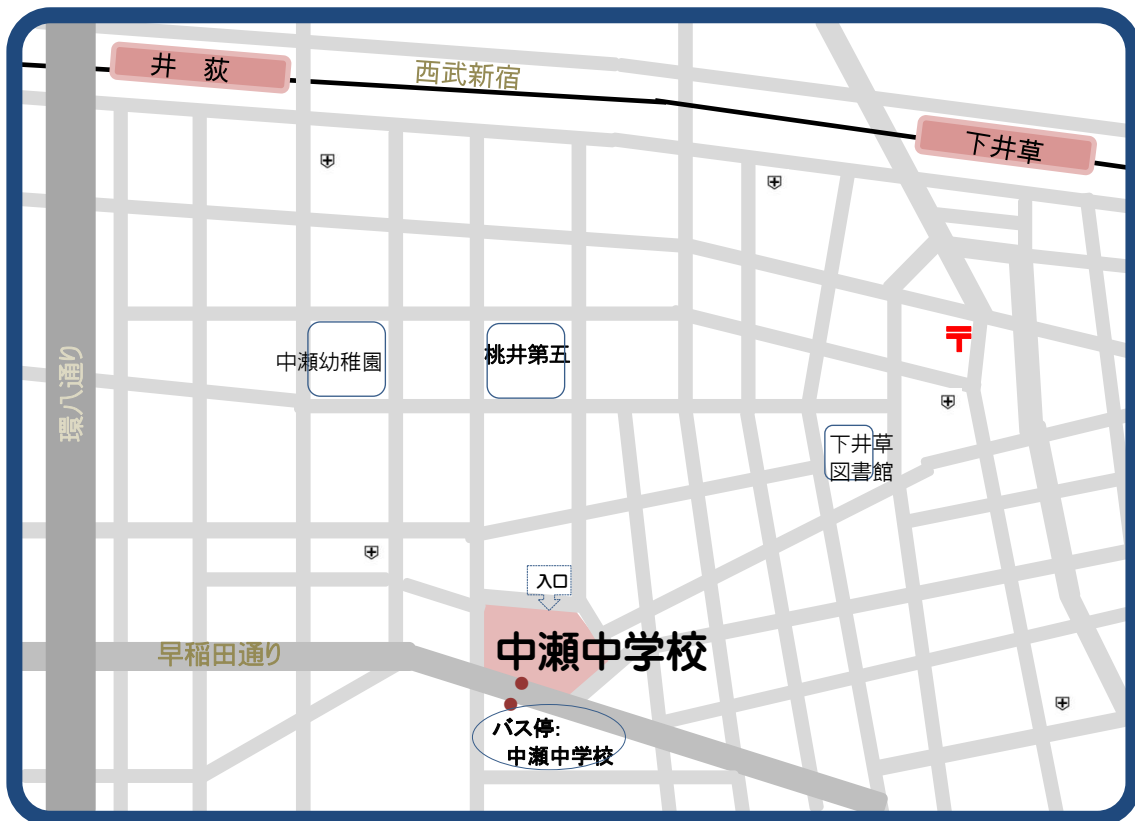 井 荻
西武新宿
下井草
環八通り
中瀬幼稚園
桃井第五
下井草
図書館
入口
中瀬中学校
早稲田通り
バス停:
中瀬中学校